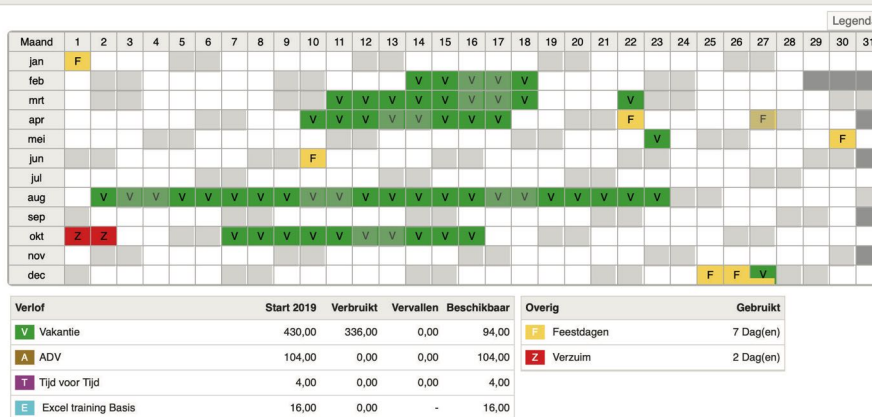 Legenda
Maand 1 2 3 4 5 6 7 8 9 10 11 12 13 14 15 16 17 18 19 20 21 22 23 24 25 26 27 28 29 30 31
jan F
feb V V V V V
mrt V V V V V V V V V
apr V V V V V V V V F F
mei V F
jun F
jul
aug V V V V V V V V V V V V V V V V V V V V V V
sep
okt Z Z V V V V V V V V V V
nov
dec F F V
Verlof Start 2019 Verbruikt Vervallen Beschikbaar Overig Gebruikt
V Vakantie 430,00 336,00 0,00 94,00 F Feestdagen 7 Dag(en)
A ADV 104,00 0,00 0,00 104,00 Z Verzuim 2 Dag(en)
T Tijd voor Tijd 4,00 0,00 0,00 4,00
E Excel training Basis 16,00 0,00 - 16,00